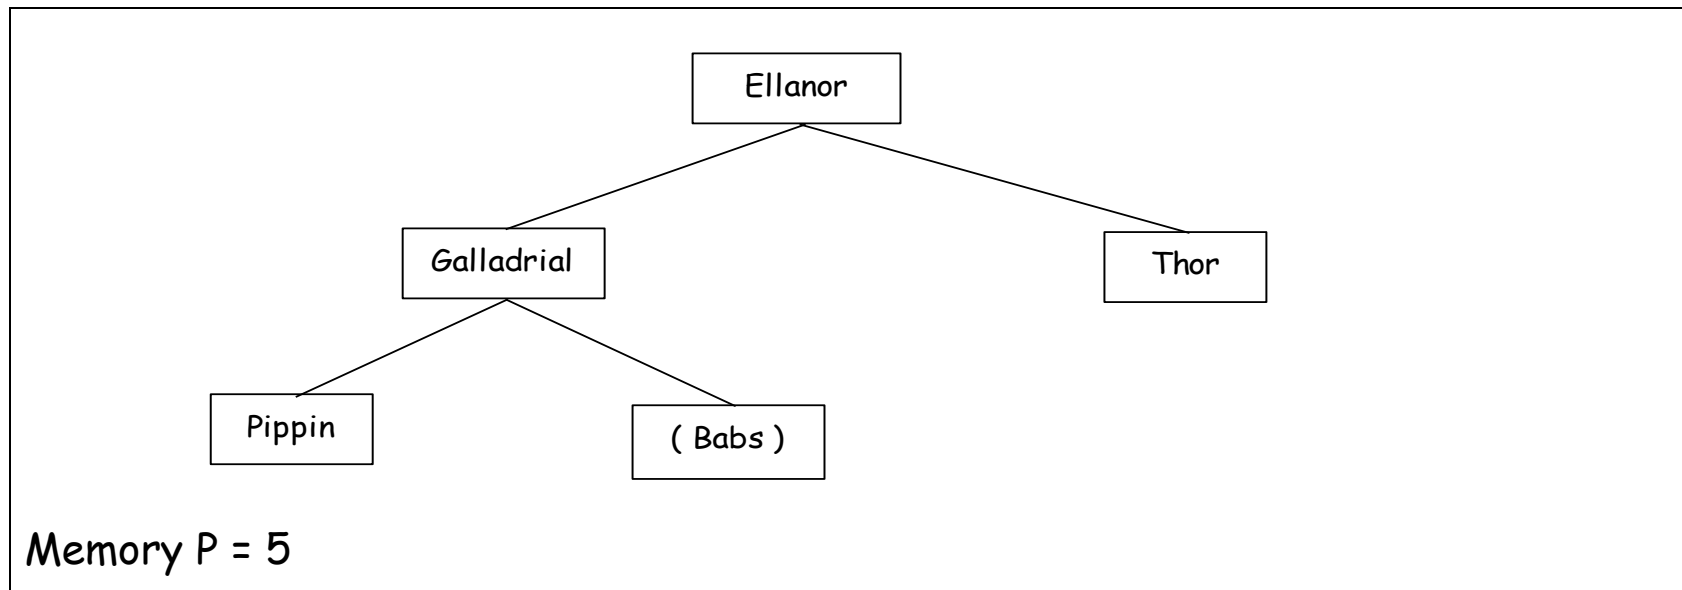 Ellanor
Galladrial
Thor
Pippin
( Babs )
Memory P = 5